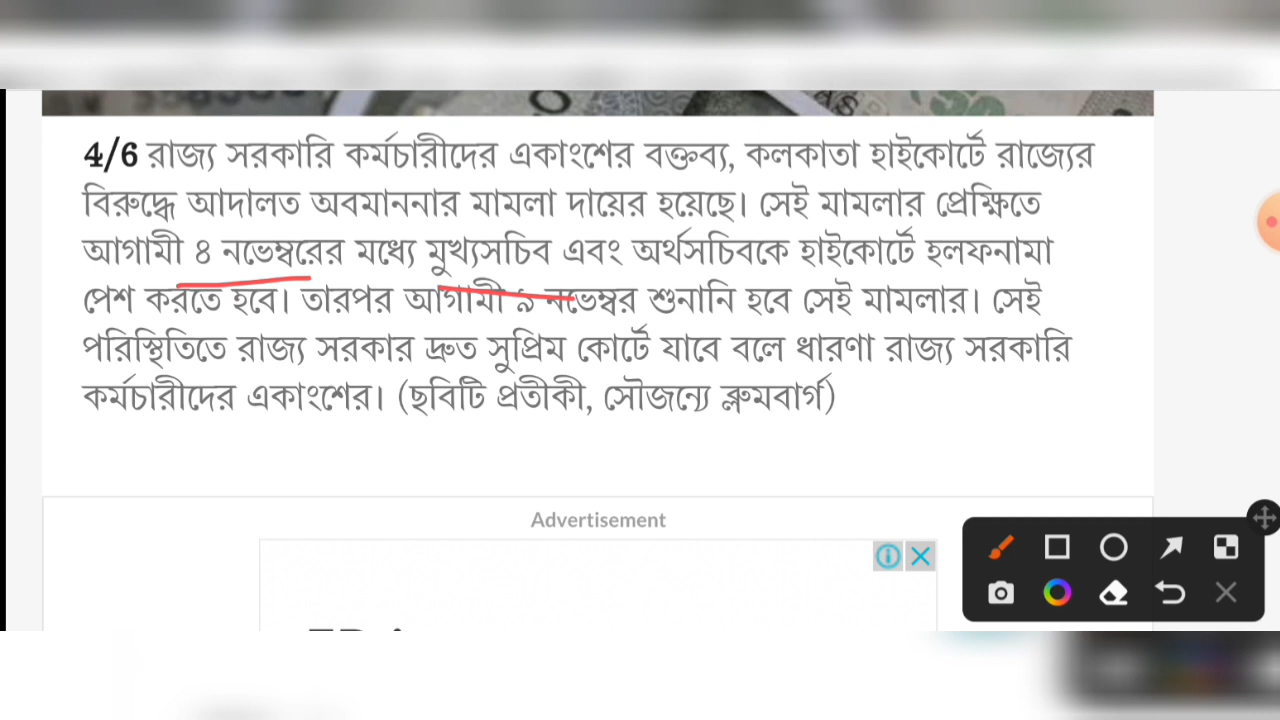 4/6 রাজ্য সরকারি কর্মচারীদের একাংশের বক্তব্য, কলকাতা হাইকোর্টে রাজ্যের
বিরুদ্ধে আদালত অবমাননার মামলা দায়ের হয়েছে। সেই মামলার প্রেক্ষিতে
আগামী ৪ নভেম্বরের মধ্যে মুখ্যসচিব এবং অর্থসচিবকে হাইকোর্টে হলফনামা
পেশ করতে হবে। তারপর আগামী ৯ নভেম্বর শুনানি হবে সেই মামলার। সেই
পরিস্থিতিতে রাজ্য সরকার দ্রুত সুপ্রিম কোর্টে যাবে বলে ধারণা রাজ্য সরকারি
কর্মচারীদের একাংশের। (ছবিটি প্রতীকী, সৌজন্যে ব্লুমবার্গ)
Advertisement